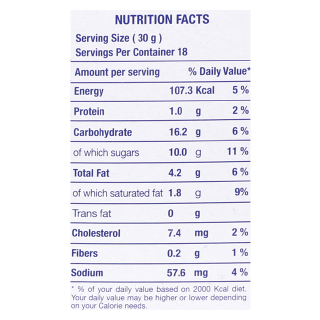 NUTRITION FACTS
Serving Size ( 30 g )
Servings Per Container 18
Amount per serving % Daily Value*
Energy 107.3 Kcal 5 %
Protein 1.0 g 2 %
Carbohydrate 16.2 g 6 %
of which sugars 10.0 g 11 %
Total Fat 4.2 g 6 %
of which saturated fat 1.8 g 9%
Trans fat 0 g
Cholesterol 7.4 mg 2 %
Fibers 0.2 g 1 %
Sodium 57.6 mg 4 %
* % of your daily value based on 2000 Kcal diet.
Your daily value may be higher or lower depending
on your Calorie needs.